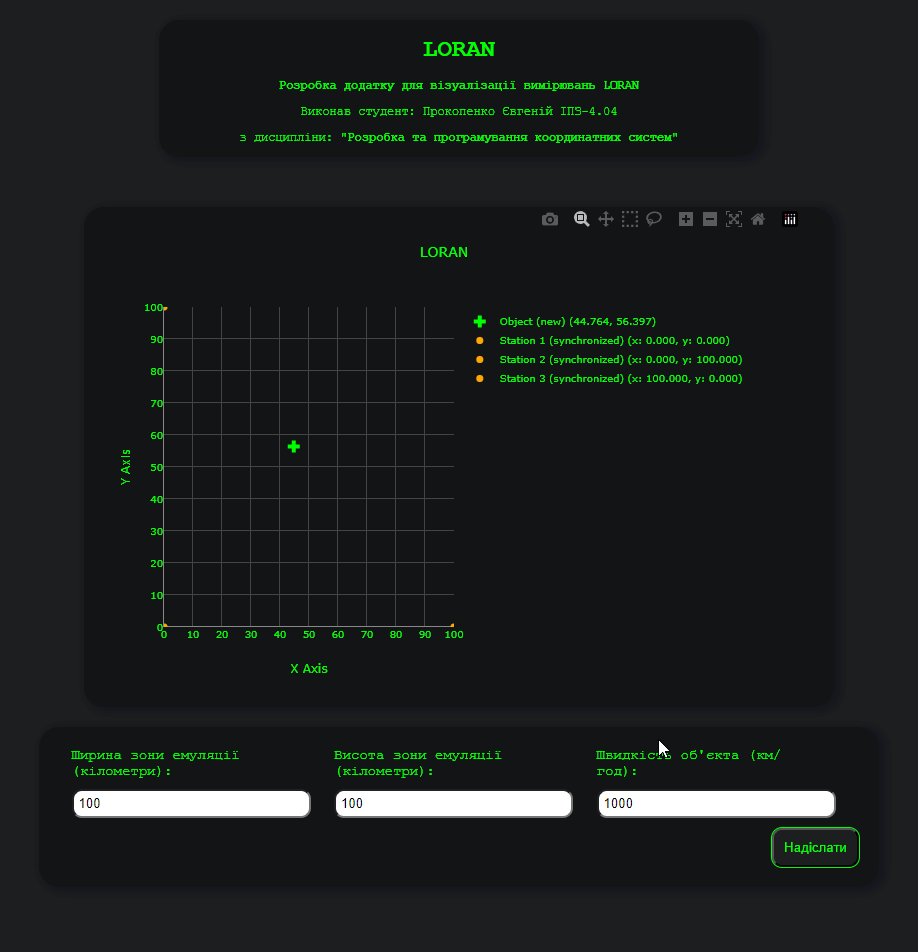 LORAN
Розробка додатку для візуалізації вимірювань LORAN
Виконав студент: Прокопенко Євгеній ІПЗ-4.04
з дисципліни: "Розробка та програмування координатних систем"
LORAN
100
90
80
70
60
50
40
30
20
10
0
Y Axis
0 10 20 30 40 50 60 70 80 90 100
X Axis
Object (new) (44.764, 56.397)
Station 1 (synchronized) (x: 0.000, y: 0.000)
Station 2 (synchronized) (x: 0.000, y: 100.000)
Station 3 (synchronized) (x: 100.000, y: 0.000)
Ширина зони емуляції
(кілометри):
100
Висота зони емуляції
(кілометри):
100
Швидкість об'єкта (км/
год):
1000
Надіслати